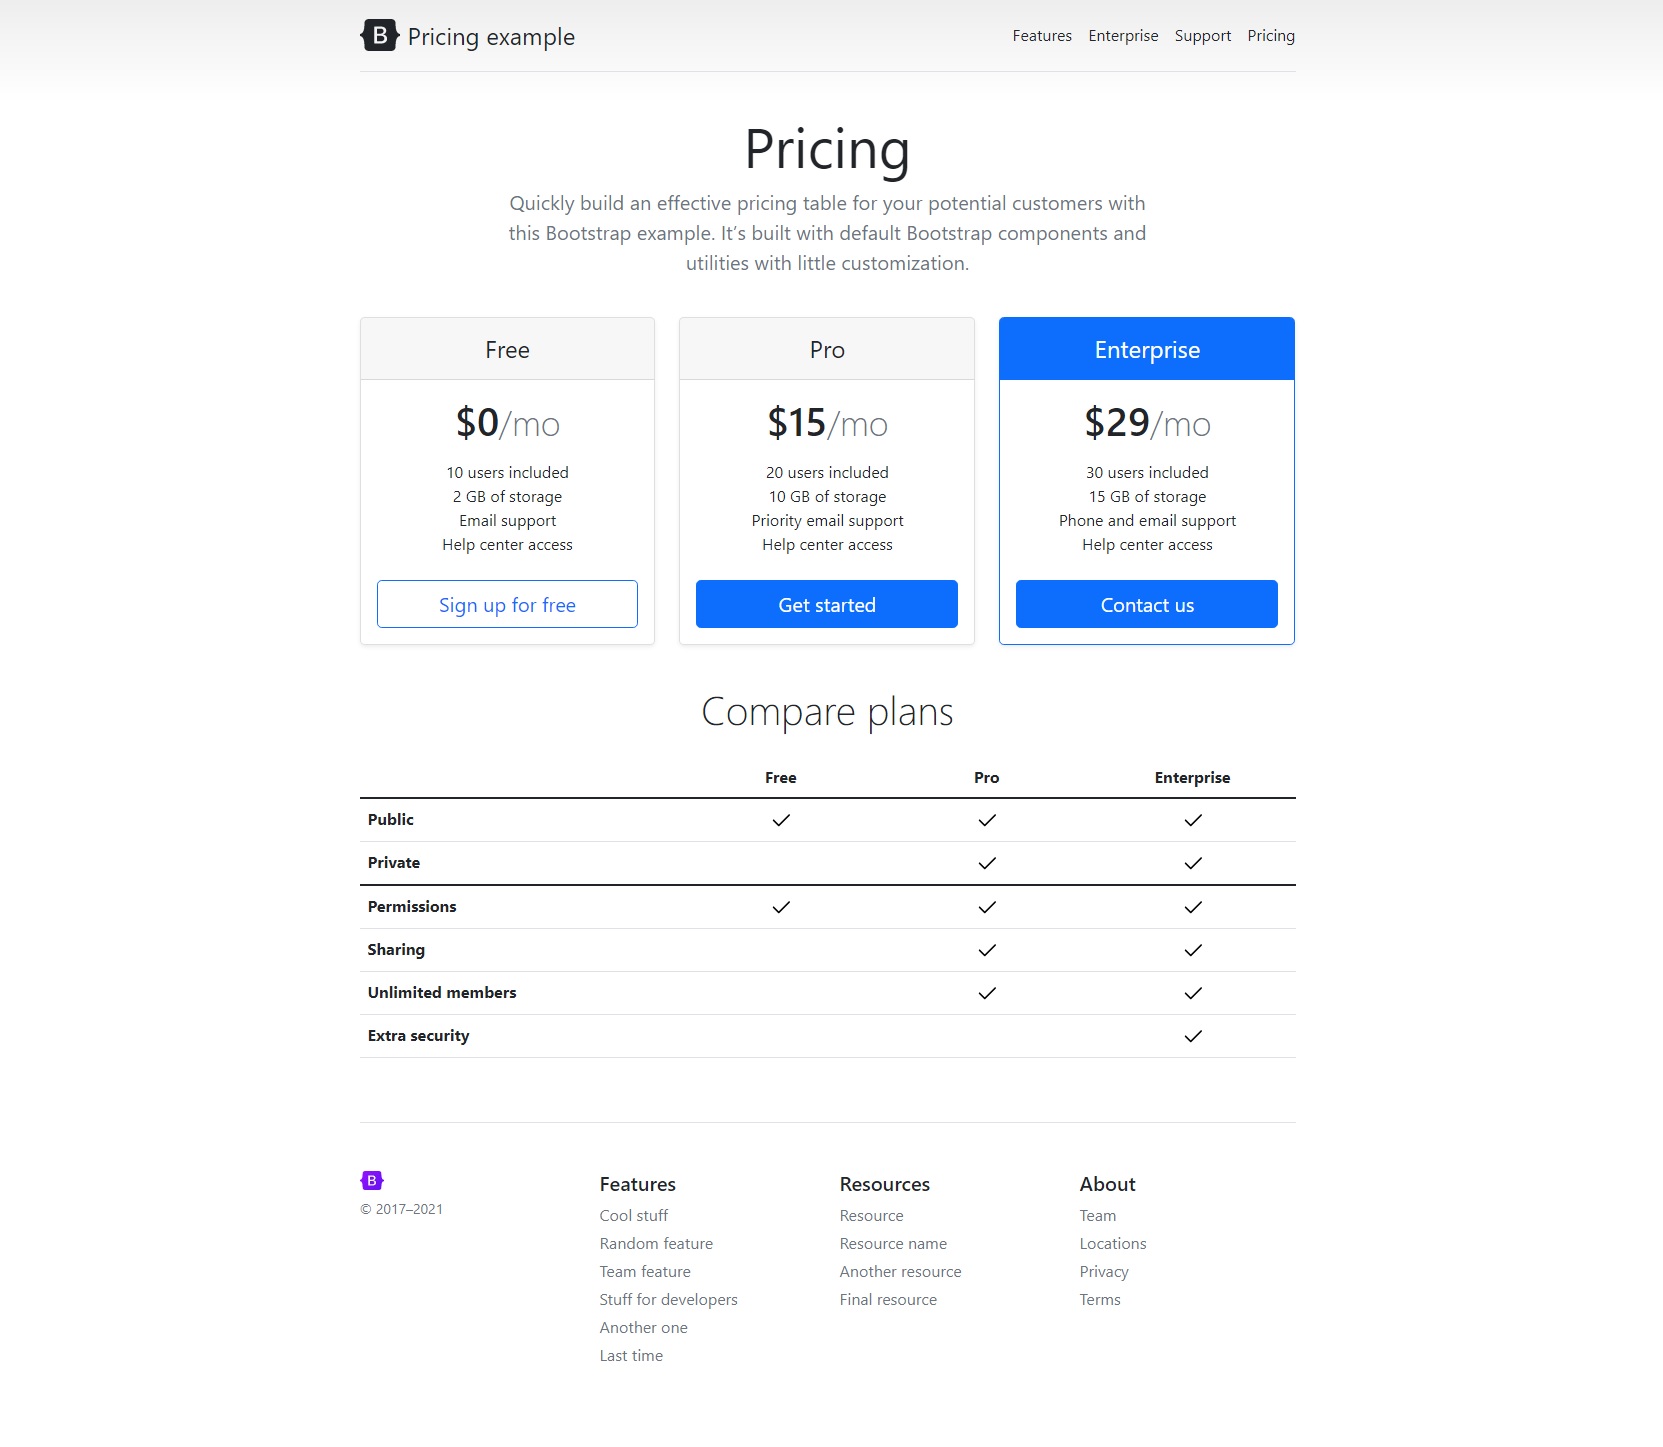 B Pricing example
Features Enterprise Support Pricing
Pricing
Quickly build an effective pricing table for your potential customers with
this Bootstrap example. It’s built with default Bootstrap components and
utilities with little customization.
Free
$0/mo
10 users included
2 GB of storage
Email support
Help center access
Sign up for free
Pro
$15/mo
20 users included
10 GB of storage
Priority email support
Help center access
Get started
Enterprise
$29/mo
30 users included
15 GB of storage
Phone and email support
Help center access
Contact us
Compare plans
Free Pro Enterprise
Public
Private
Permissions
Sharing
Unlimited members
Extra security
B
© 2017–2021
Features
Cool stuff
Random feature
Team feature
Stuff for developers
Another one
Last time
Resources
Resource
Resource name
Another resource
Final resource
About
Team
Locations
Privacy
Terms